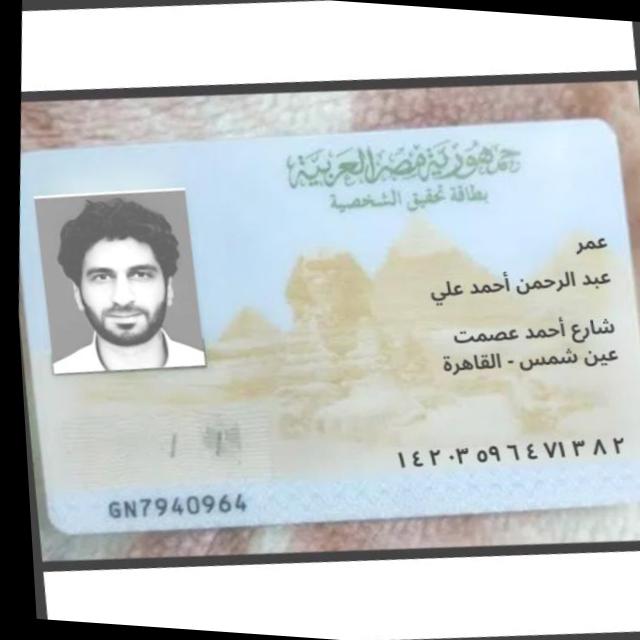 جمهورية مصر العربية
بطاقة تحقيق الشخصية
عمر
عبد الرحمن أحمد علي
شارع أحمد عصمت
عين شمس - القاهرة
١٤٢٠٣٥٩٦٤٧١٣٨٢
GN7940964